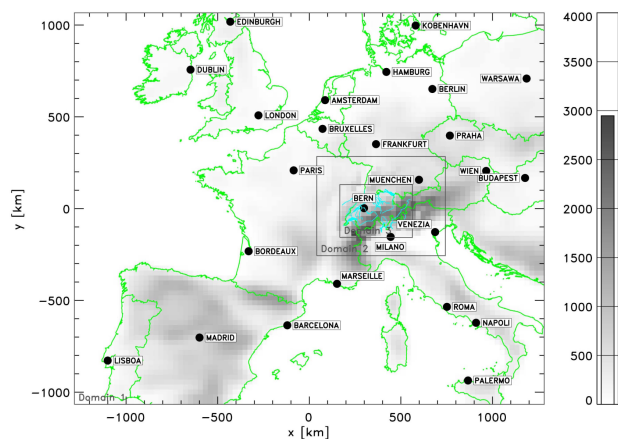 1000
500
0
−500
−1000
y [km]
EDINBURGH
KOBENHAVN
DUBLIN
HAMBURG
WARSAWA
BERLIN
AMSTERDAM
LONDON
BRUXELLES
PRAHA
FRANKFURT
PARIS
WIEN
MUENCHEN
BUDAPEST
BERN
VENEZIA
Domain 3
MILANO
Domain 2
BORDEAUX
MARSEILLE
ROMA
NAPOLI
BARCELONA
MADRID
LISBOA
PALERMO
Domain 1
−1000
−500
0
500
1000
x [km]
4000
3500
3000
2500
2000
1500
1000
500
0